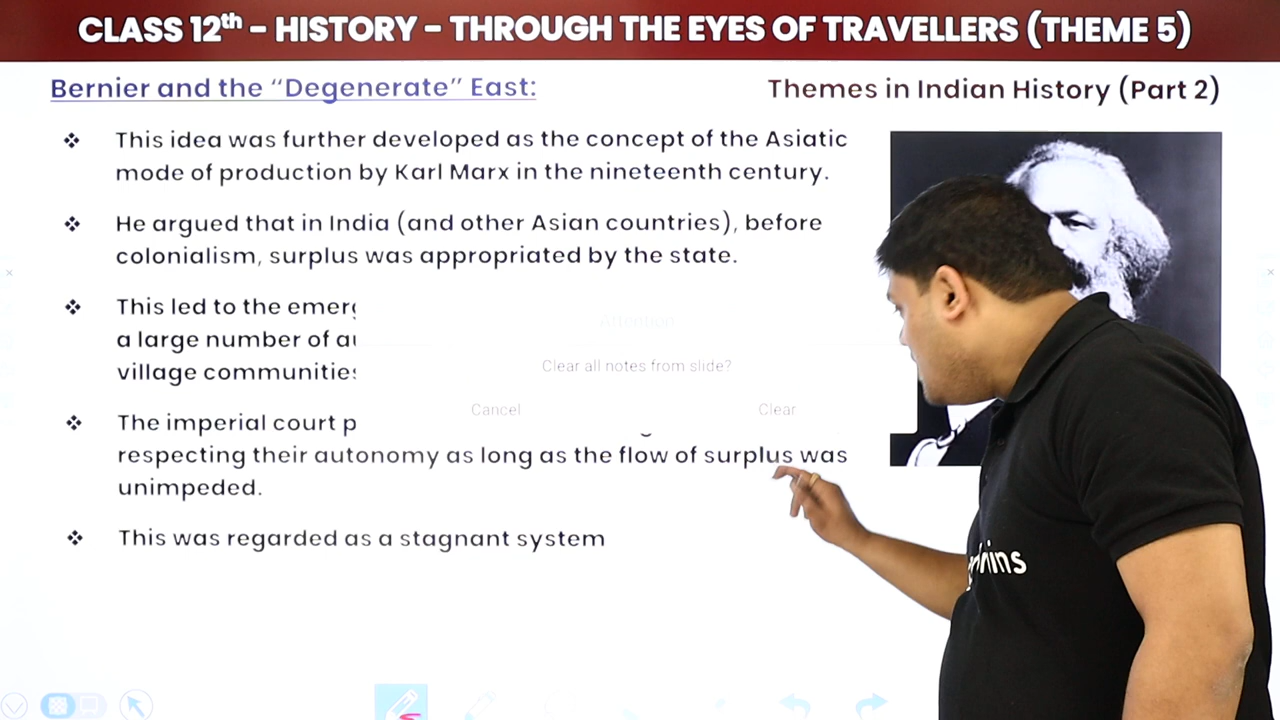 CLASS 12th – HISTORY – THROUGH THE EYES OF TRAVELLERS (THEME 5)
Bernier and the “Degenerate” East:
Themes in Indian History (Part 2)
❖ This idea was further developed as the concept of the Asiatic
mode of production by Karl Marx in the nineteenth century.
❖ He argued that in India (and other Asian countries), before
colonialism, surplus was appropriated by the state.
❖ This led to the
a large number of
village
Attention
Clear all notes from slide?
Cancel Clear
❖ The imperial court
respecting their autonomy as long as the flow of surplus was
unimpeded.
❖ This was regarded as a stagnant system